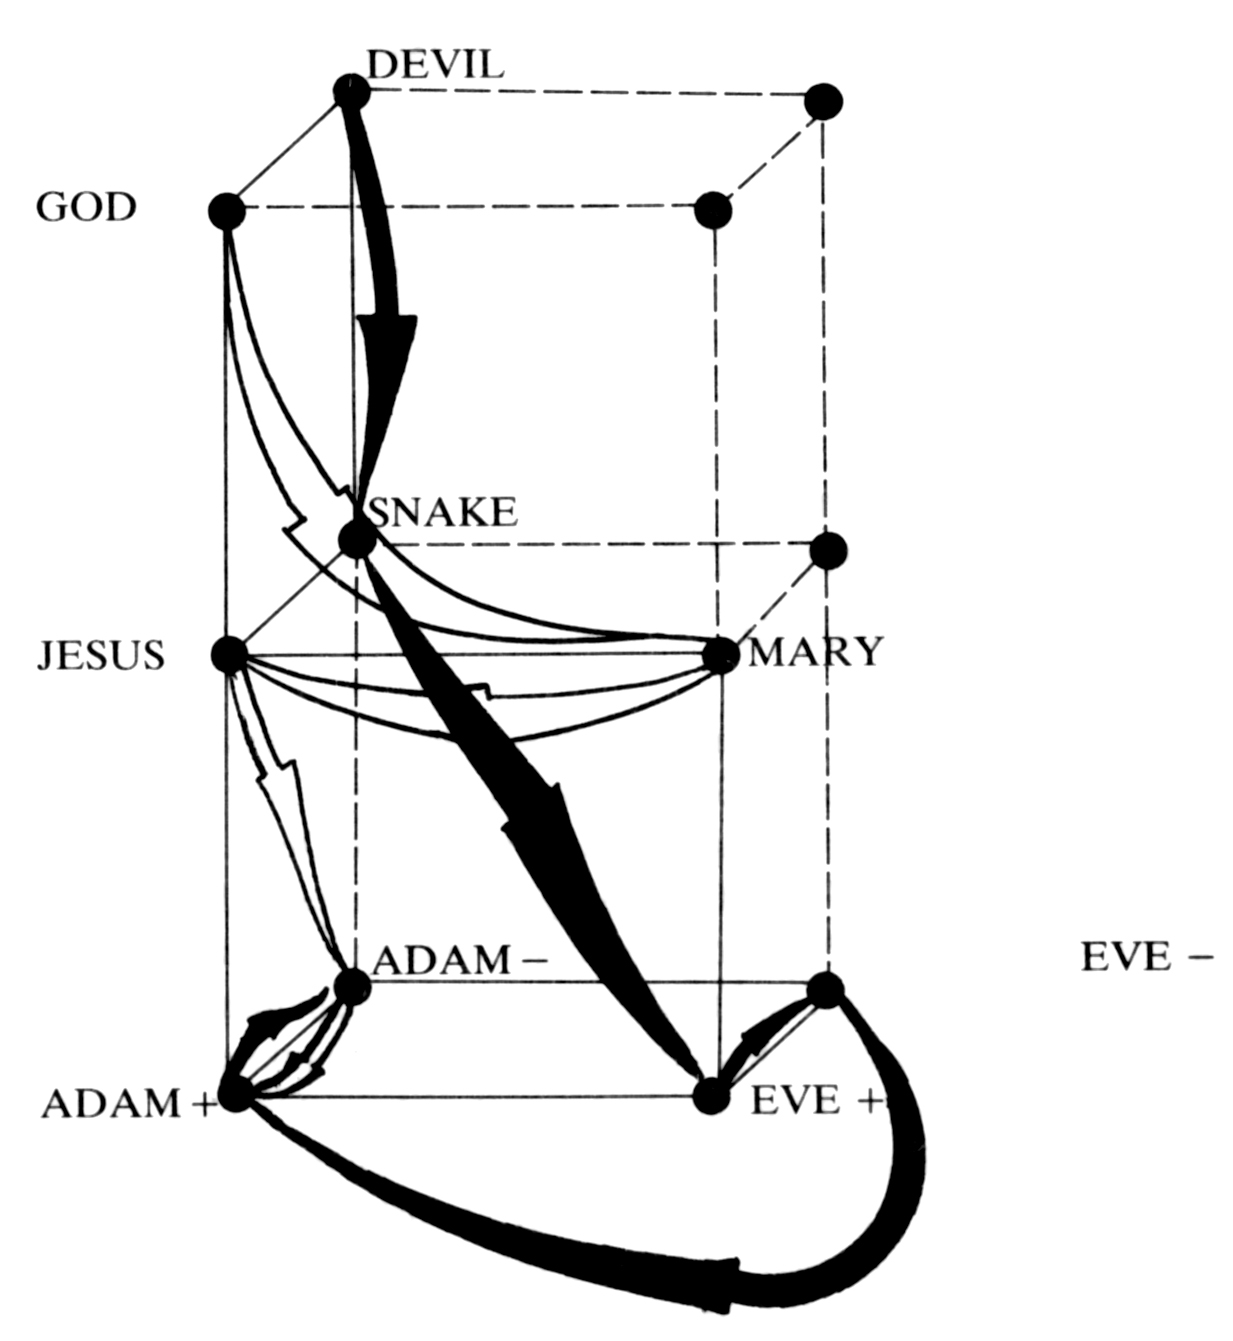 DEVIL
GOD
SNAKE
JESUS
MARY
ADAM –
EVE –
ADAM +
EVE +